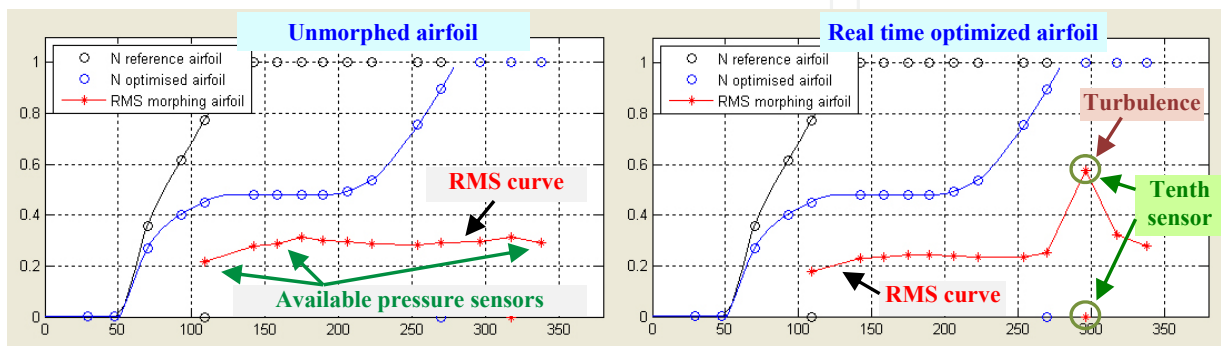 Unmorphed airfoil
N reference airfoil
N optimised airfoil
RMS morphing airfoil
RMS curve
Available pressure sensors
1
0.8
0.6
0.4
0.2
0
0 50 100 150 200 250 300 350
Real time optimized airfoil
N reference airfoil
N optimised airfoil
RMS morphing airfoil
Turbulence
Tenth
sensor
RMS curve
1
0.8
0.6
0.4
0.2
0
0 50 100 150 200 250 300 350